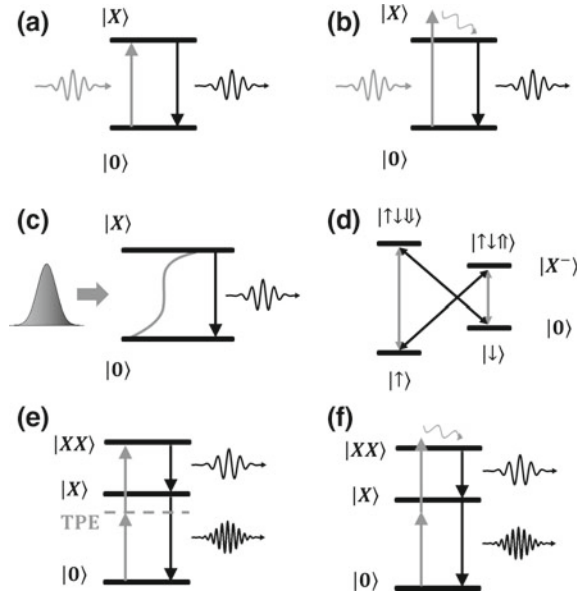 (a)
|X⟩
|0⟩
(b)
|X⟩
|0⟩
(c)
|X⟩
|0⟩
(d)
|↑↓⇓⟩
|↑↓⇑⟩
|X⁻⟩
|0⟩
|↓⟩
|↑⟩
(e)
|XX⟩
|X⟩
TPE
|0⟩
(f)
|XX⟩
|X⟩
|0⟩